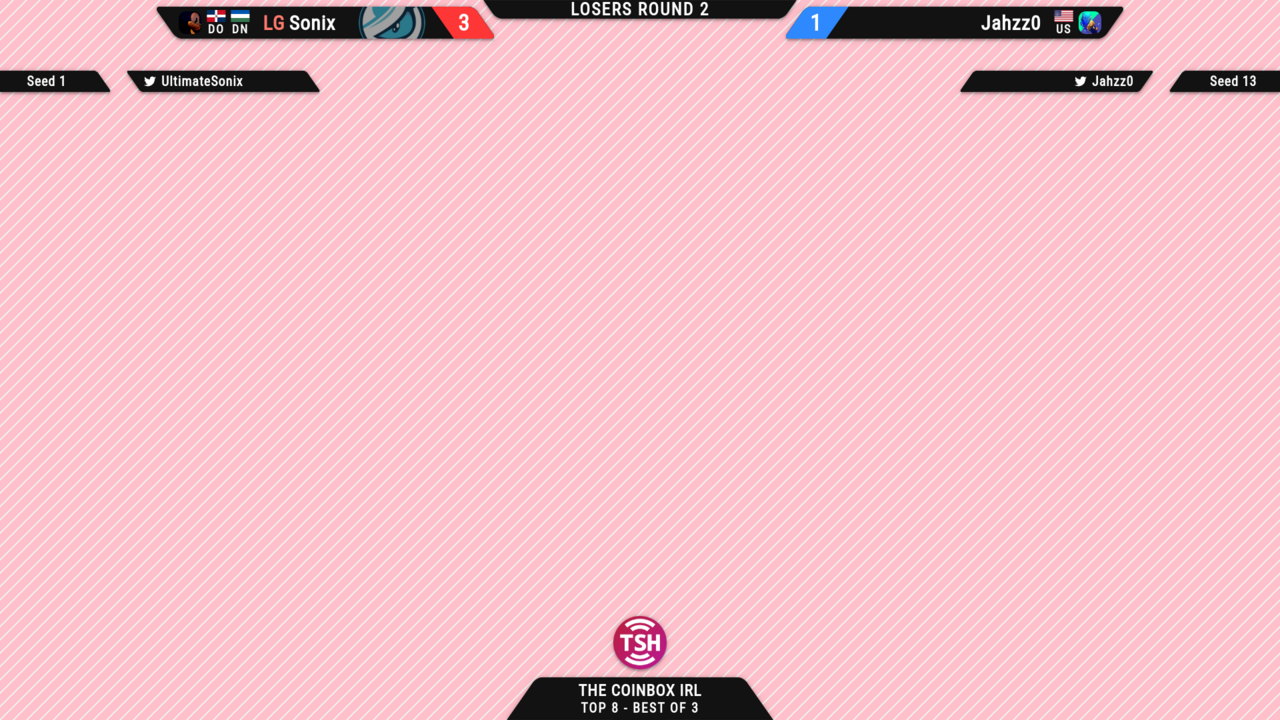 LOSERS ROUND 2
DO DN LG Sonix 3
1 Jahzz0 US
Seed 1 UltimateSonix
Jahzz0 Seed 13
TSH
THE COINBOX IRL
TOP 8 - BEST OF 3